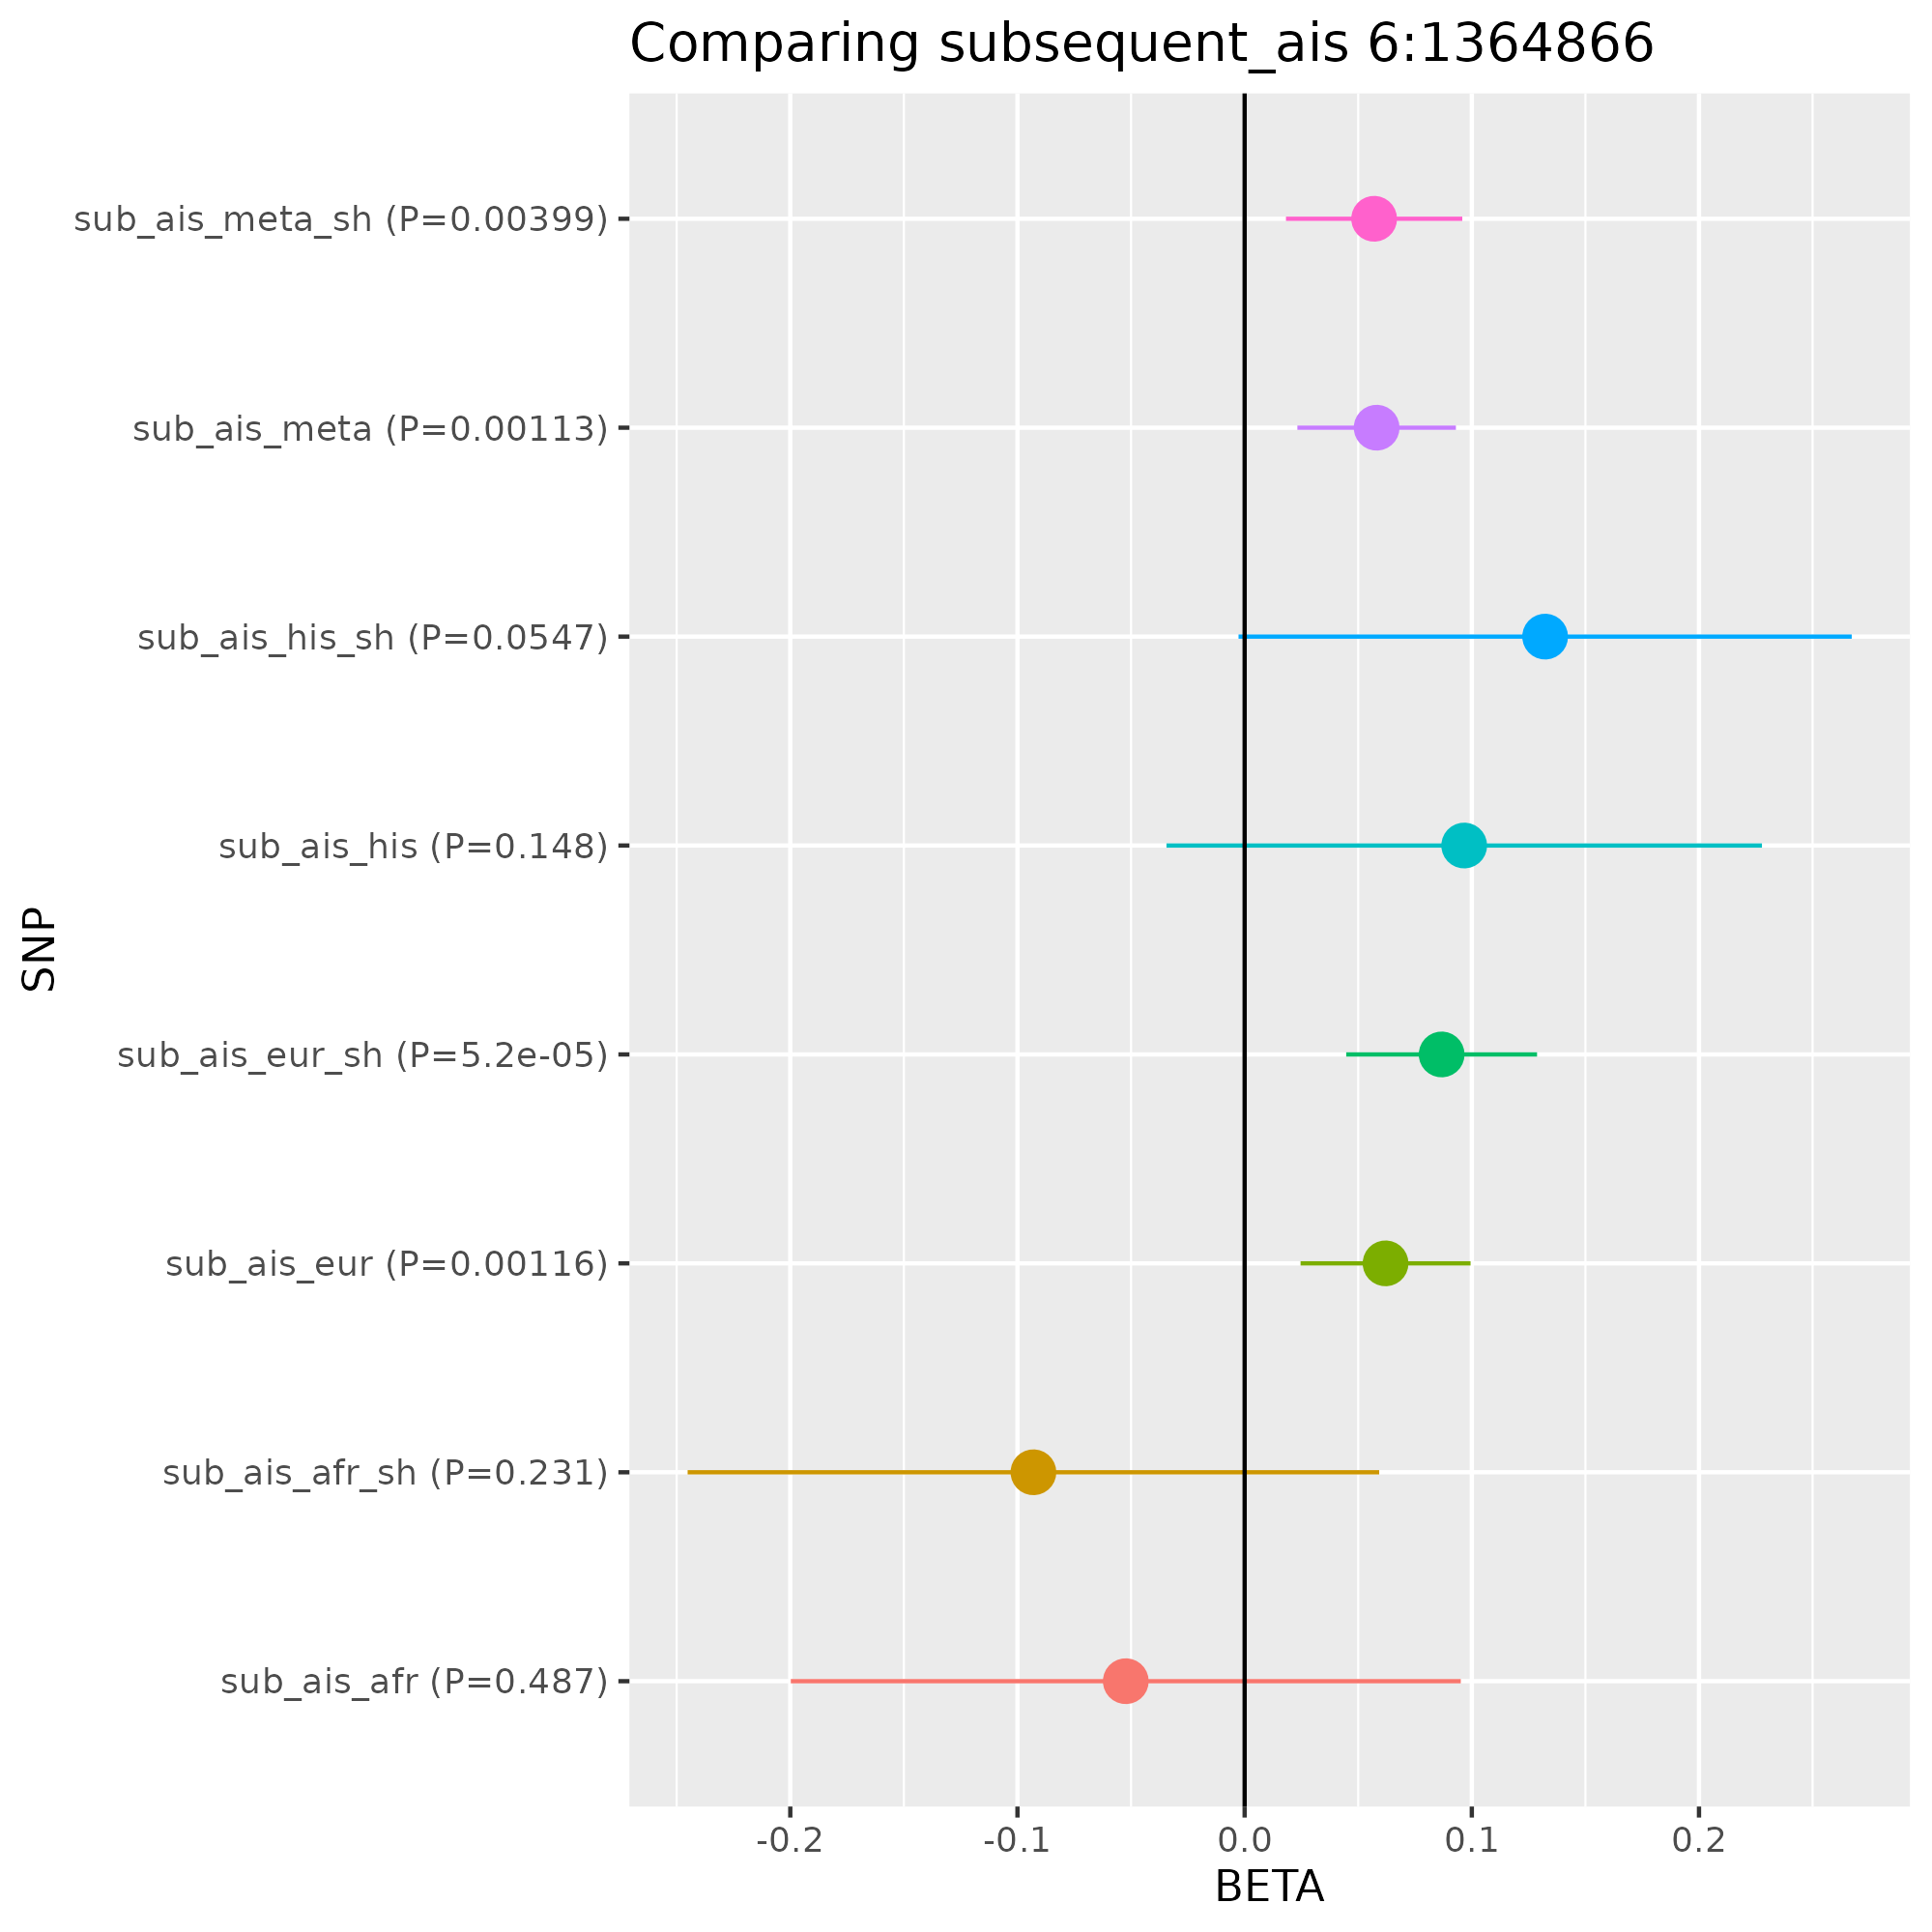 Comparing subsequent_ais 6:1364866
sub_ais_meta_sh (P=0.00399)
sub_ais_meta (P=0.00113)
sub_ais_his_sh (P=0.0547)
sub_ais_his (P=0.148)
sub_ais_eur_sh (P=5.2e-05)
sub_ais_eur (P=0.00116)
sub_ais_afr_sh (P=0.231)
sub_ais_afr (P=0.487)
SNP
-0.2 -0.1 0.0 0.1 0.2
BETA